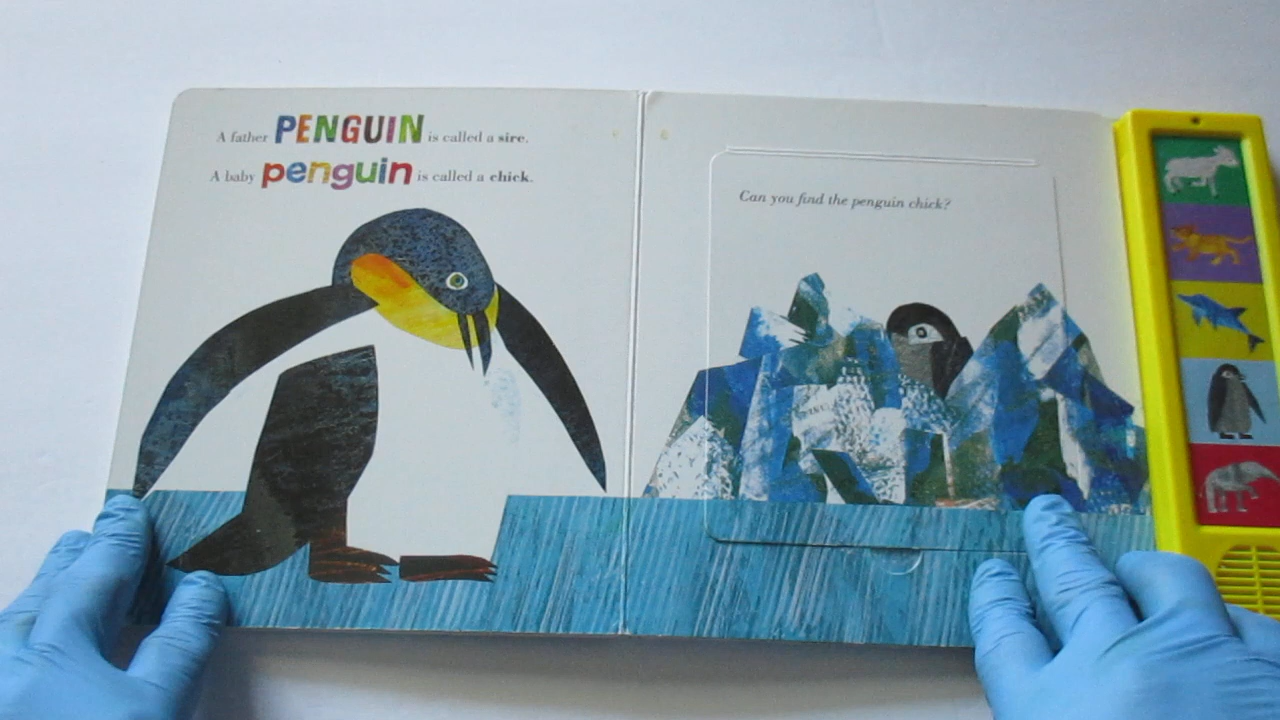 A father PENGUIN is called a sire.
A baby penguin is called a chick.
Can you find the penguin chick?